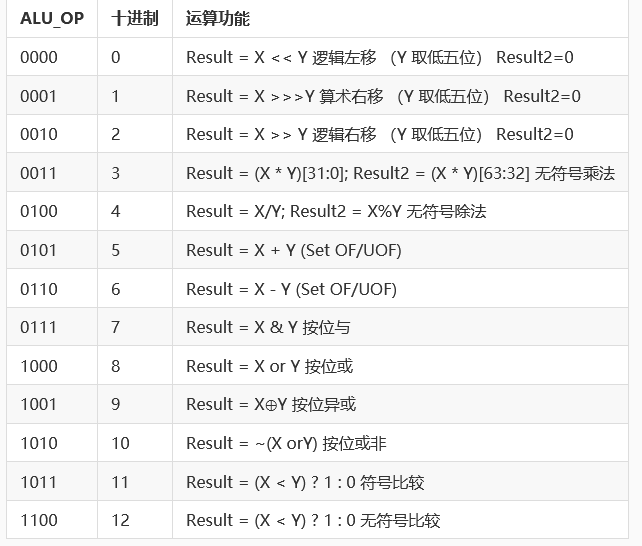 ALU_OP 十进制 运算功能
0000 0 Result = X << Y 逻辑左移 （Y 取低五位） Result2=0
0001 1 Result = X >>>Y 算术右移 （Y 取低五位） Result2=0
0010 2 Result = X >> Y 逻辑右移 （Y 取低五位） Result2=0
0011 3 Result = (X * Y)[31:0]; Result2 = (X * Y)[63:32] 无符号乘法
0100 4 Result = X/Y; Result2 = X%Y 无符号除法
0101 5 Result = X + Y (Set OF/UOF)
0110 6 Result = X - Y (Set OF/UOF)
0111 7 Result = X & Y 按位与
1000 8 Result = X or Y 按位或
1001 9 Result = X⊕Y 按位异或
1010 10 Result = ~(X orY) 按位或非
1011 11 Result = (X < Y) ? 1 : 0 符号比较
1100 12 Result = (X < Y) ? 1 : 0 无符号比较